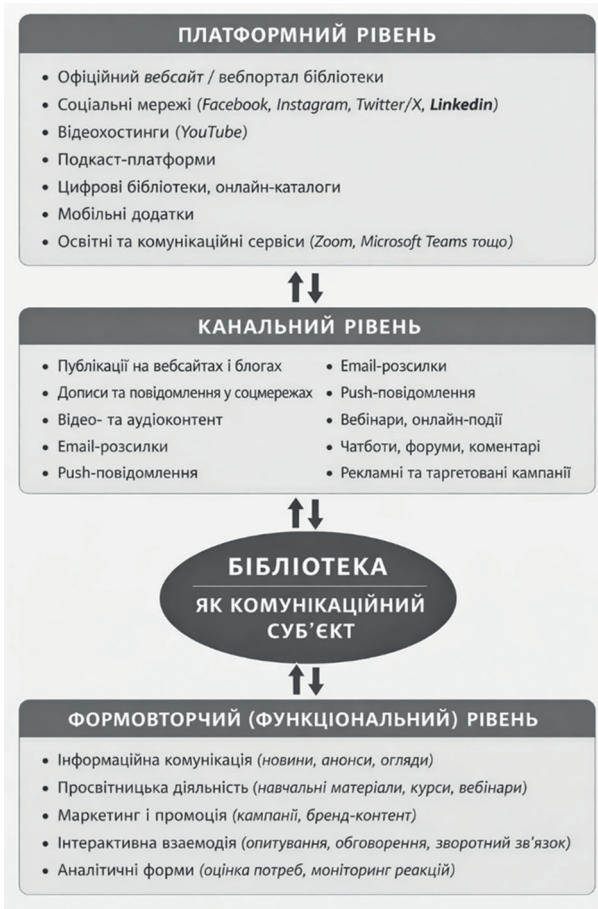 ПЛАТФОРМНИЙ РІВЕНЬ
• Офіційний вебсайт / вебпортал бібліотеки
• Соціальні мережі (Facebook, Instagram, Twitter/X, Linkedin)
• Відеохостинги (YouTube)
• Подкаст-платформи
• Цифрові бібліотеки, онлайн-каталоги
• Мобільні додатки
• Освітні та комунікаційні сервіси (Zoom, Microsoft Teams тощо)
КАНАЛЬНИЙ РІВЕНЬ
• Публікації на вебсайтах і блогах
• Дописи та повідомлення у соцмережах
• Відео- та аудіоконтент
• Email-розсилки
• Push-повідомлення
• Email-розсилки
• Push-повідомлення
• Вебінари, онлайн-події
• Чатботи, форуми, коментарі
• Рекламні та таргетовані кампанії
БІБЛІОТЕКА
ЯК КОМУНІКАЦІЙНИЙ
СУБ'ЄКТ
ФОРМОВТОРЧИЙ (ФУНКЦІОНАЛЬНИЙ) РІВЕНЬ
• Інформаційна комунікація (новини, анонси, огляди)
• Просвітницька діяльність (навчальні матеріали, курси, вебінари)
• Маркетинг і промоція (кампанії, бренд-контент)
• Інтерактивна взаємодія (опитування, обговорення, зворотний зв'язок)
• Аналітичні форми (оцінка потреб, моніторинг реакцій)